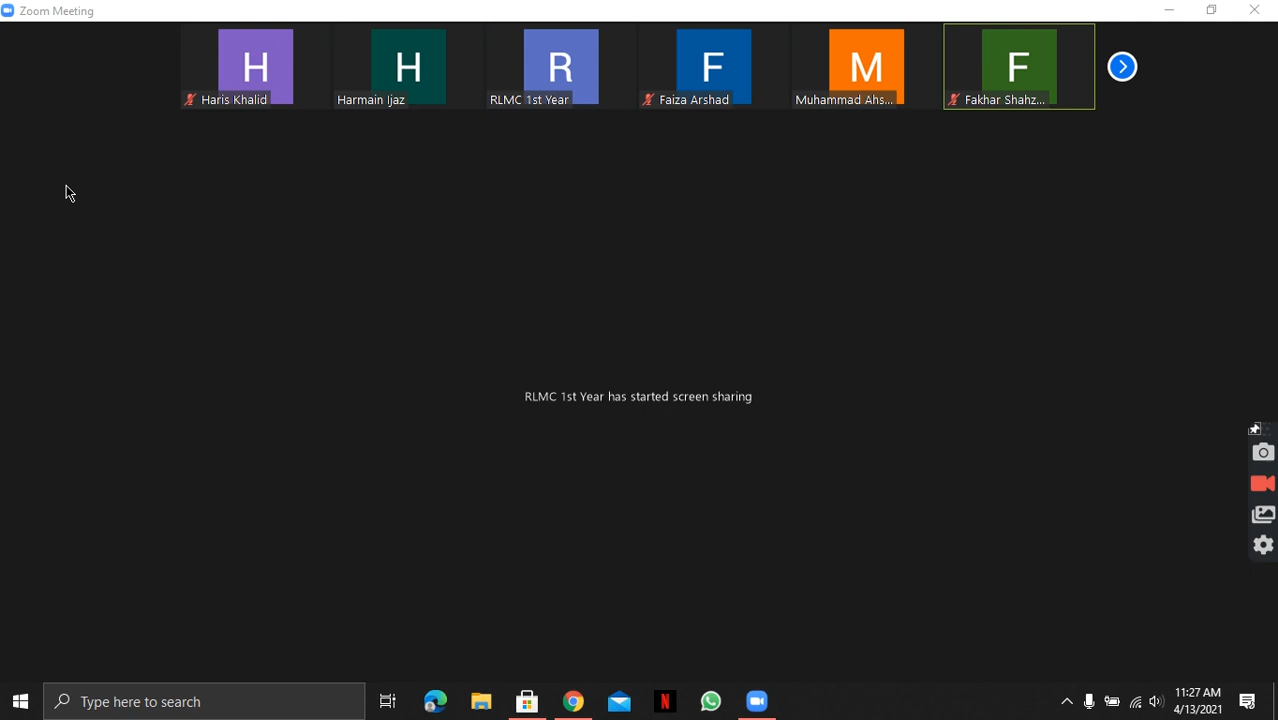 Zoom Meeting
H
H
R
F
M
F
Haris Khalid
Harmain Ijaz
RLMC 1st Year
Faiza Arshad
Muhammad Ahs...
Fakhar Shahz...
RLMC 1st Year has started screen sharing
Type here to search
N
11:27 AM
4/13/2021